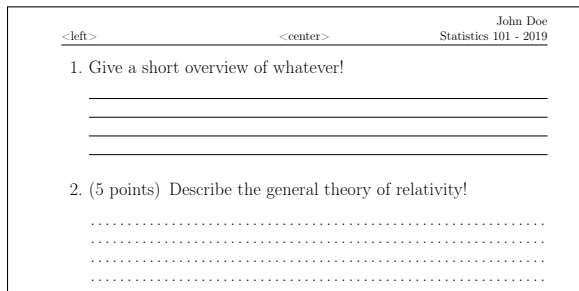 John Doe
<left> <center> Statistics 101 - 2019
1. Give a short overview of whatever!
2. (5 points) Describe the general theory of relativity!